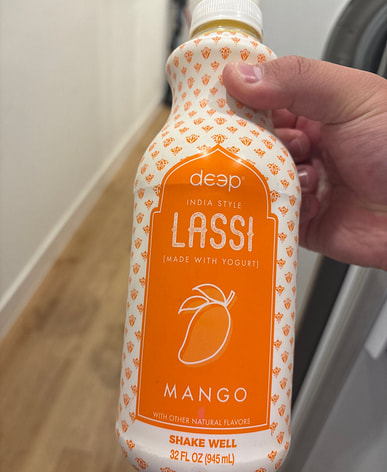 deep®
INDIA STYLE
LASSI
[MADE WITH YOGURT]
MANGO
WITH OTHER NATURAL FLAVORS
SHAKE WELL
32 FL OZ (945 mL)